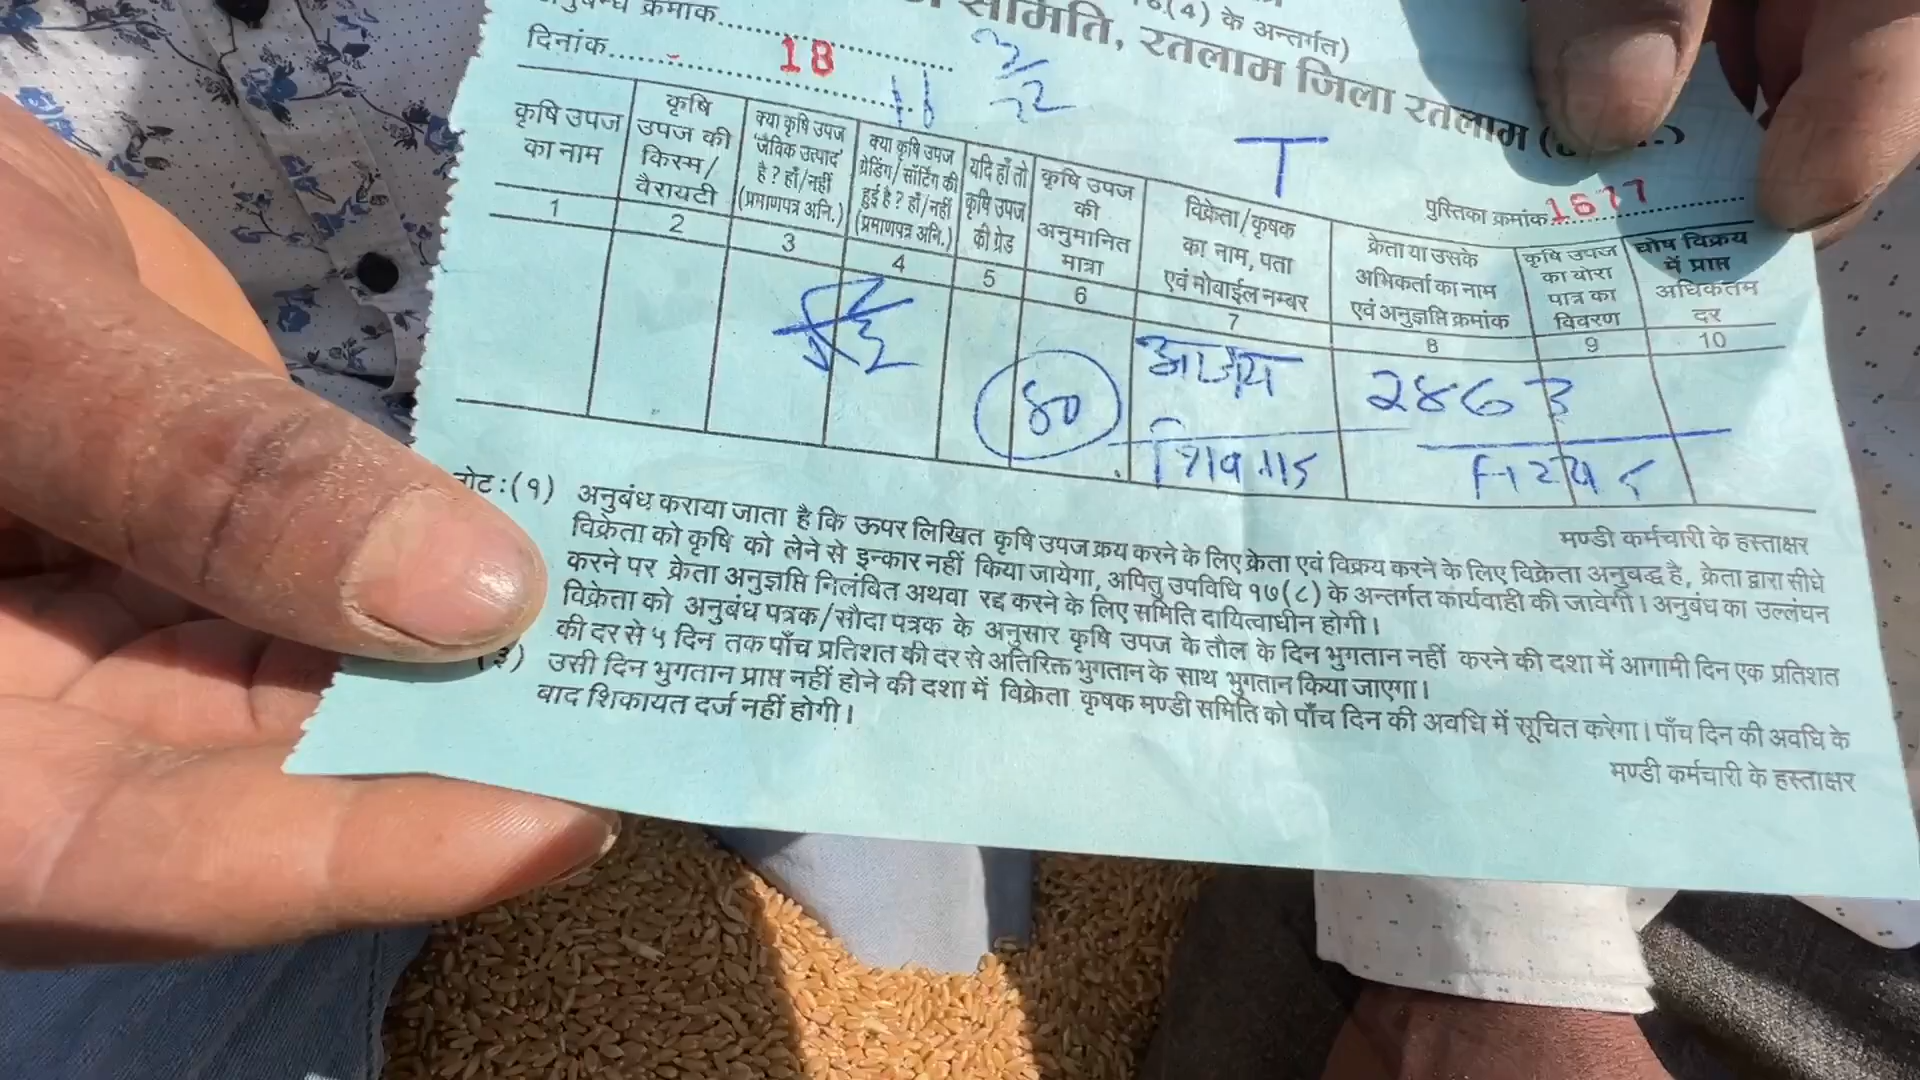 (4) के अन्तर्गत)
समिति, रतलाम जिला रतलाम
क्रमांक 18
दिनांक 11
T
पुस्तिका क्रमांक 1677
कृषि उपज का नाम
कृषि उपज की किस्म/वैरायटी
क्या कृषि उपज जैविक उत्पाद है? हाँ/नहीं (प्रमाणपत्र अनि.)
क्या कृषि उपज ग्रेडिंग/सॉर्टिंग की हुई है? हाँ/नहीं (प्रमाणपत्र अनि.)
यदि हाँ तो कृषि उपज की ग्रेड
कृषि उपज की अनुमानित मात्रा
विक्रेता/कृषक का नाम, पता एवं मोबाईल नम्बर
क्रेता या उसके अभिकर्ता का नाम एवं अनुज्ञप्ति क्रमांक
कृषि उपज का बोरा पात्र का विवरण
घोष विक्रय में प्राप्त अधिकतम दर
1 2 3 4 5 6 7 8 9 10
४० २४६३
मण्डी कर्मचारी के हस्ताक्षर
नोट : (१) अनुबंध कराया जाता है कि ऊपर लिखित कृषि उपज क्रय करने के लिए क्रेता एवं विक्रय करने के लिए विक्रेता अनुबद्ध है, क्रेता द्वारा सीधे
विक्रेता को कृषि को लेने से इन्कार नहीं किया जायेगा, अपितु उपविधि १७(८) के अन्तर्गत कार्यवाही की जावेगी। अनुबंध का उल्लंघन
करने पर क्रेता अनुज्ञप्ति निलंबित अथवा रद्द करने के लिए समिति दायित्वाधीन होगी।
विक्रेता को अनुबंध पत्रक/सौदा पत्रक के अनुसार कृषि उपज के तौल के दिन भुगतान नहीं करने की दशा में आगामी दिन एक प्रतिशत
की दर से ५ दिन तक पाँच प्रतिशत की दर से अतिरिक्त भुगतान के साथ भुगतान किया जाएगा।
(३) उसी दिन भुगतान प्राप्त नहीं होने की दशा में विक्रेता कृषक मण्डी समिति को पाँच दिन की अवधि में सूचित करेगा। पाँच दिन की अवधि के
बाद शिकायत दर्ज नहीं होगी।
मण्डी कर्मचारी के हस्ताक्षर